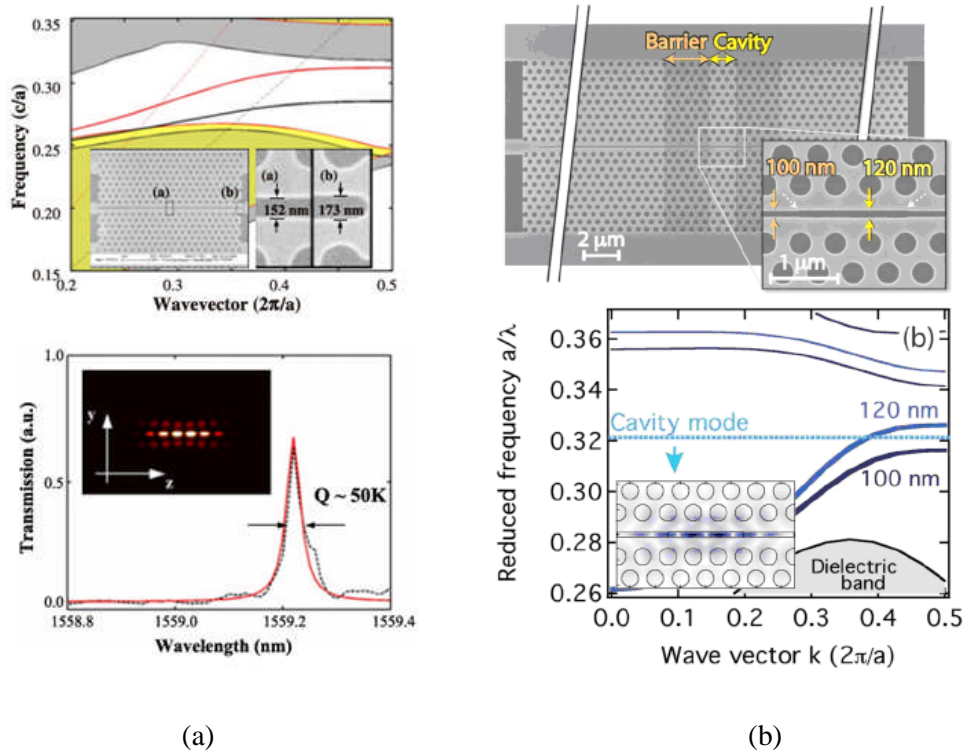 0.35
0.30
0.25
0.20
0.15
Frequency (c/a)
(a)
(b)
(a)
(b)
152 nm
173 nm
0.2
0.3
0.4
0.5
Wavevector (2π/a)
1.0
0.5
0.0
Transmission (a.u.)
y
z
Q ~ 50K
1558.8
1559.0
1559.2
1559.4
Wavelength (nm)
(a)
Barrier Cavity
100 nm
120 nm
2 μm
1 μm
(b)
0.36
0.34
0.32
0.30
0.28
0.26
Reduced frequency a/λ
120 nm
Cavity mode
100 nm
Dielectric
band
0.0
0.1
0.2
0.3
0.4
0.5
Wave vector k (2π/a)
(b)